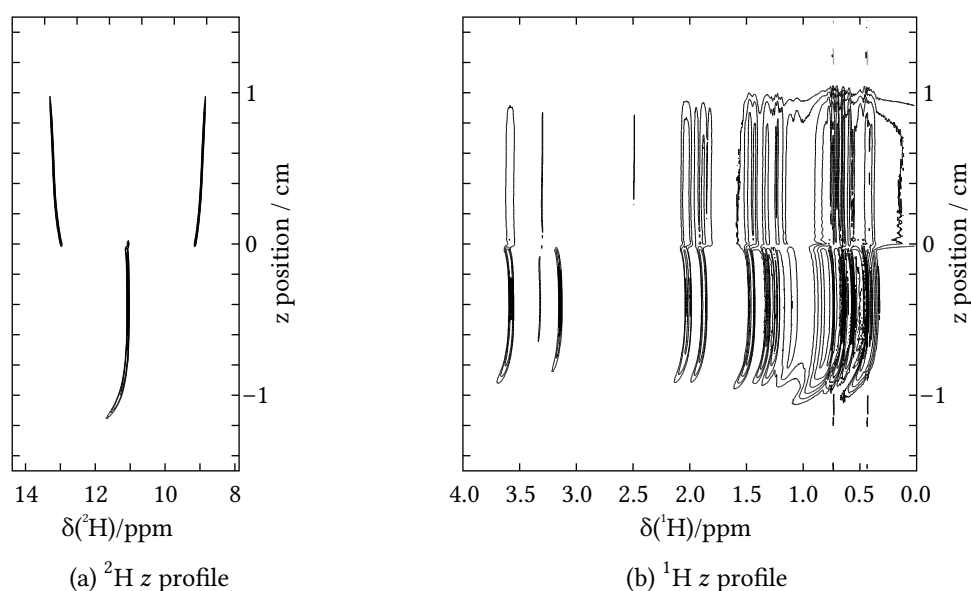 1
0
−1
z position / cm
14 12 10 8
δ(²H)/ppm
(a) ²H z profile
1
0
−1
z position / cm
4.0 3.5 3.0 2.5 2.0 1.5 1.0 0.5 0.0
δ(¹H)/ppm
(b) ¹H z profile